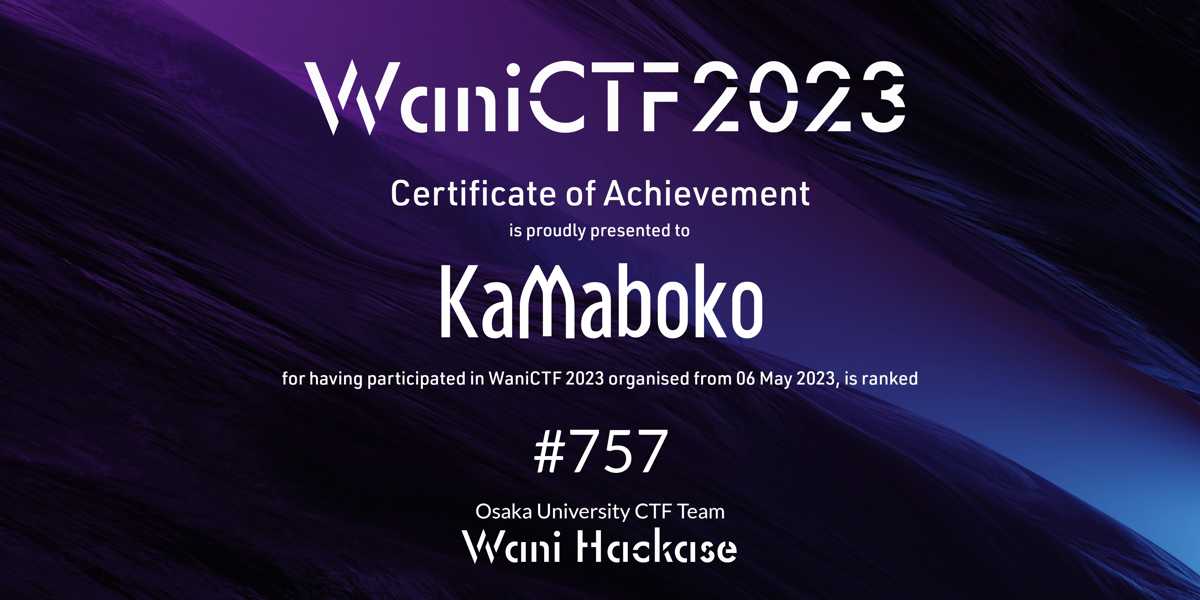 WaniCTF2023
Certificate of Achievement
is proudly presented to
KaMaboko
for having participated in WaniCTF 2023 organised from 06 May 2023, is ranked
#757
Osaka University CTF Team
Wani Hackase